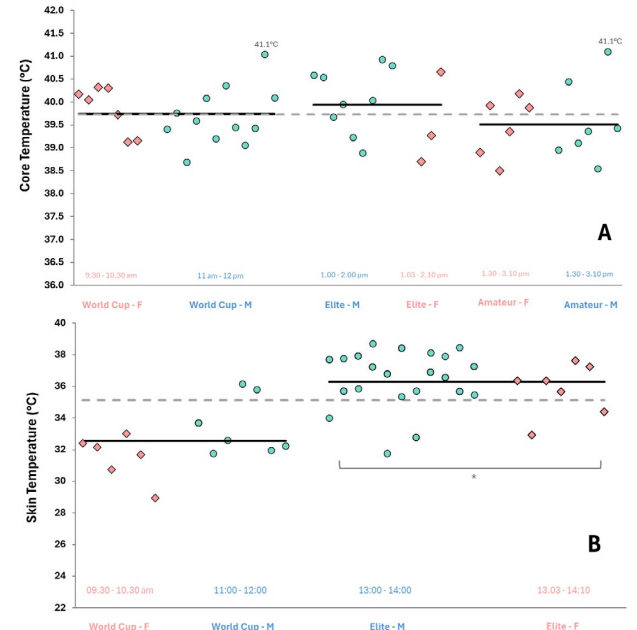 42.0
41.5
41.0
40.5
40.0
39.5
39.0
38.5
38.0
37.5
37.0
36.5
36.0
Core Temperature (ºC)
41.1ºC
41.1ºC
A
9.30 - 10.30 am
11 am - 12 pm
1.00 - 2.00 pm
1.03 - 2.10 pm
1.30 - 3.10 pm
1.30 - 3.10 pm
World Cup - F
World Cup - M
Elite - M
Elite - F
Amateur - F
Amateur - M
40
38
36
34
32
30
28
26
24
22
Skin Temperature (ºC)
*
B
09.30 - 10.30 am
11:00 - 12:00
13:00 - 14:00
13.03 - 14:10
World Cup - F
World Cup - M
Elite - M
Elite - F